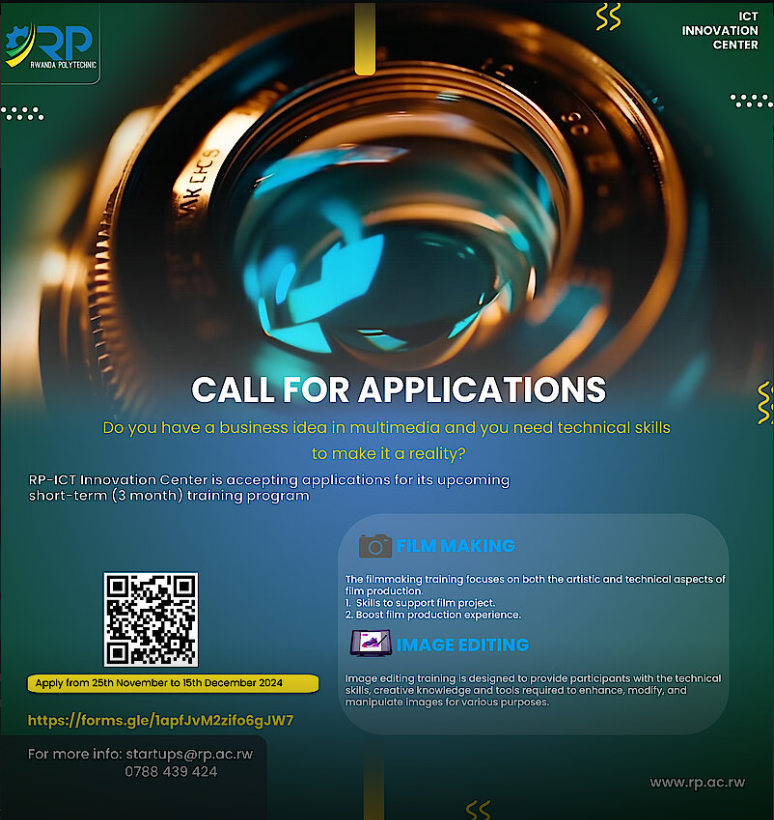 RP
RWANDA POLYTECHNIC
ICT
INNOVATION
CENTER
CALL FOR APPLICATIONS
Do you have a business idea in multimedia and you need technical skills
to make it a reality?
RP-ICT Innovation Center is accepting applications for its upcoming
short-term (3 month) training program
FILM MAKING
The filmmaking training focuses on both the artistic and technical aspects of
film production.
1. Skills to support film project.
2. Boost film production experience.
IMAGE EDITING
Image editing training is designed to provide participants with the technical
skills, creative knowledge and tools required to enhance, modify, and
manipulate images for various purposes.
Apply from 25th November to 15th December 2024
https://forms.gle/1apfJvM2zifo6gJW7
For more info: startups@rp.ac.rw
0788 439 424
www.rp.ac.rw